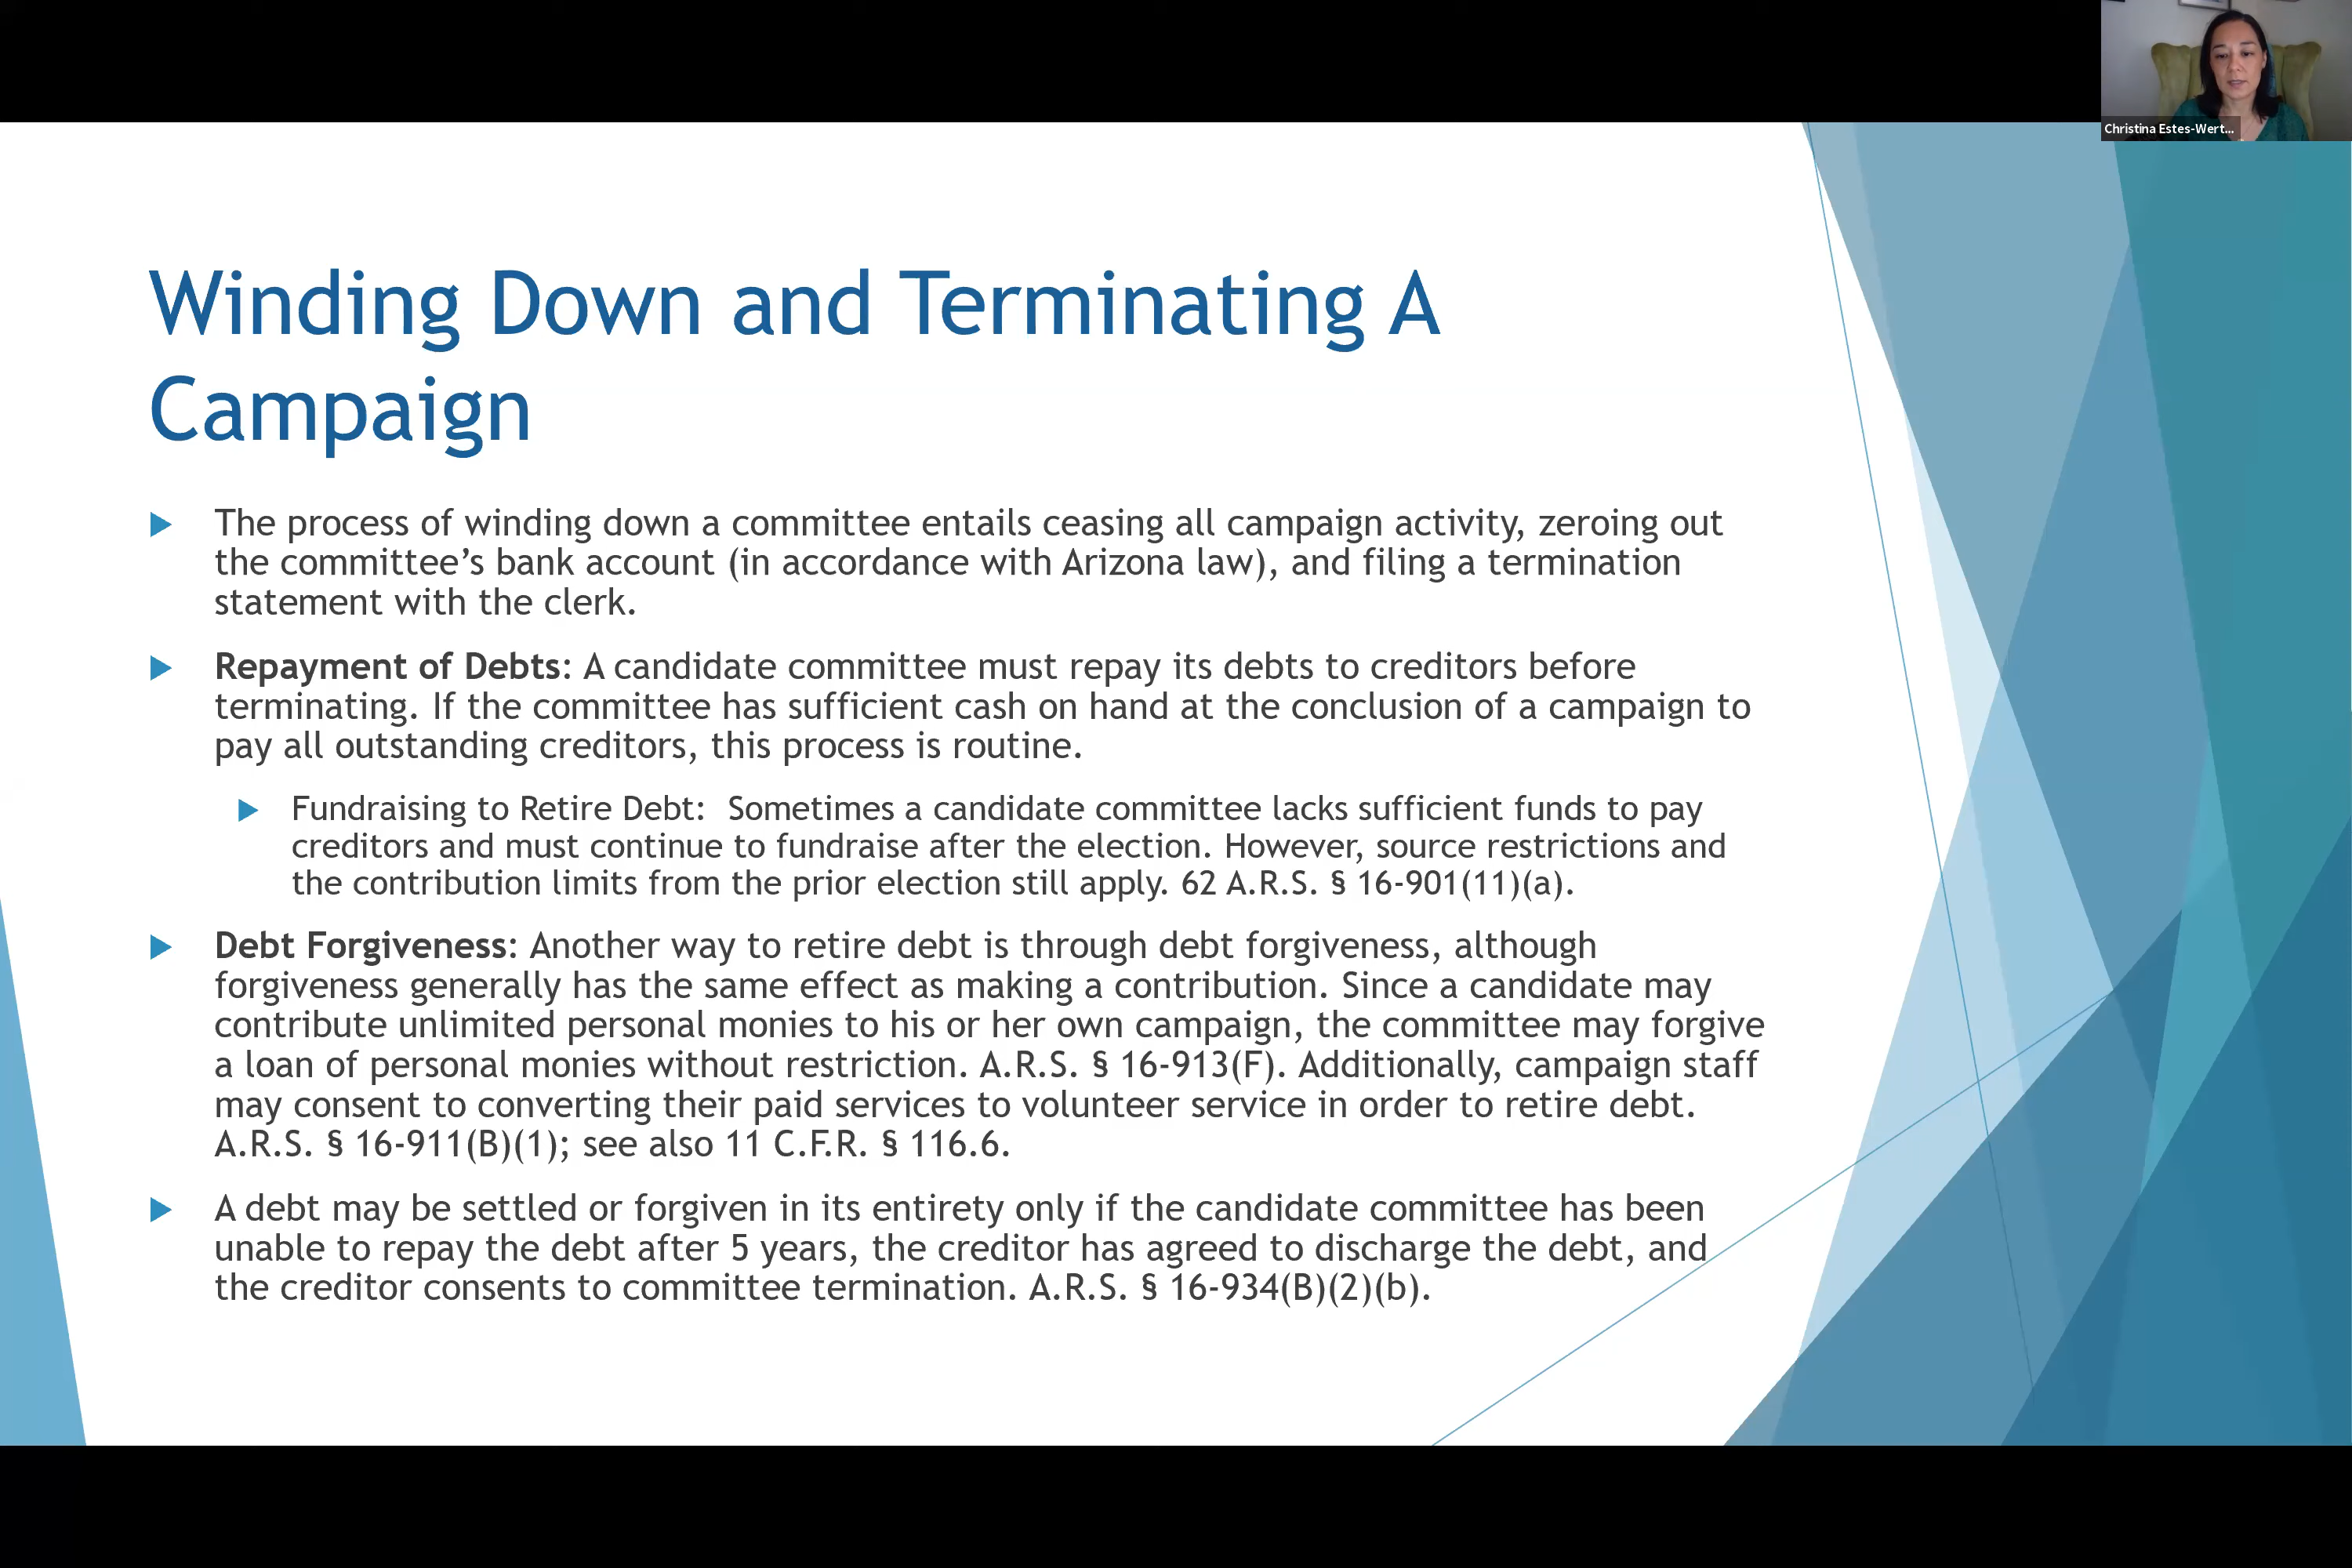 Christina Estes-Wert...
Winding Down and Terminating A
Campaign
The process of winding down a committee entails ceasing all campaign activity, zeroing out
the committee’s bank account (in accordance with Arizona law), and filing a termination
statement with the clerk.
Repayment of Debts: A candidate committee must repay its debts to creditors before
terminating. If the committee has sufficient cash on hand at the conclusion of a campaign to
pay all outstanding creditors, this process is routine.
Fundraising to Retire Debt:  Sometimes a candidate committee lacks sufficient funds to pay
creditors and must continue to fundraise after the election. However, source restrictions and
the contribution limits from the prior election still apply. 62 A.R.S. § 16-901(11)(a).
Debt Forgiveness: Another way to retire debt is through debt forgiveness, although
forgiveness generally has the same effect as making a contribution. Since a candidate may
contribute unlimited personal monies to his or her own campaign, the committee may forgive
a loan of personal monies without restriction. A.R.S. § 16-913(F). Additionally, campaign staff
may consent to converting their paid services to volunteer service in order to retire debt.
A.R.S. § 16-911(B)(1); see also 11 C.F.R. § 116.6.
A debt may be settled or forgiven in its entirety only if the candidate committee has been
unable to repay the debt after 5 years, the creditor has agreed to discharge the debt, and
the creditor consents to committee termination. A.R.S. § 16-934(B)(2)(b).